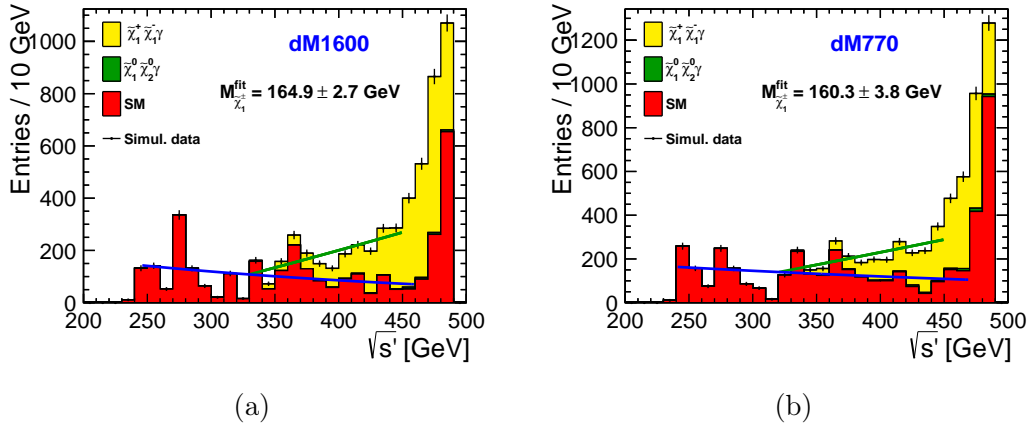 Entries / 10 GeV
1000
800
600
400
200
0
χ̃₁⁺ χ̃₁⁻γ
χ̃₁⁰ χ̃₂⁰γ
SM
Simul. data
dM1600
M^fit_χ̃₁± = 164.9 ± 2.7 GeV
200 250 300 350 400 450 500
√s' [GeV]
(a)
Entries / 10 GeV
1200
1000
800
600
400
200
0
χ̃₁⁺ χ̃₁⁻γ
χ̃₁⁰ χ̃₂⁰γ
SM
Simul. data
dM770
M^fit_χ̃₁± = 160.3 ± 3.8 GeV
200 250 300 350 400 450 500
√s' [GeV]
(b)